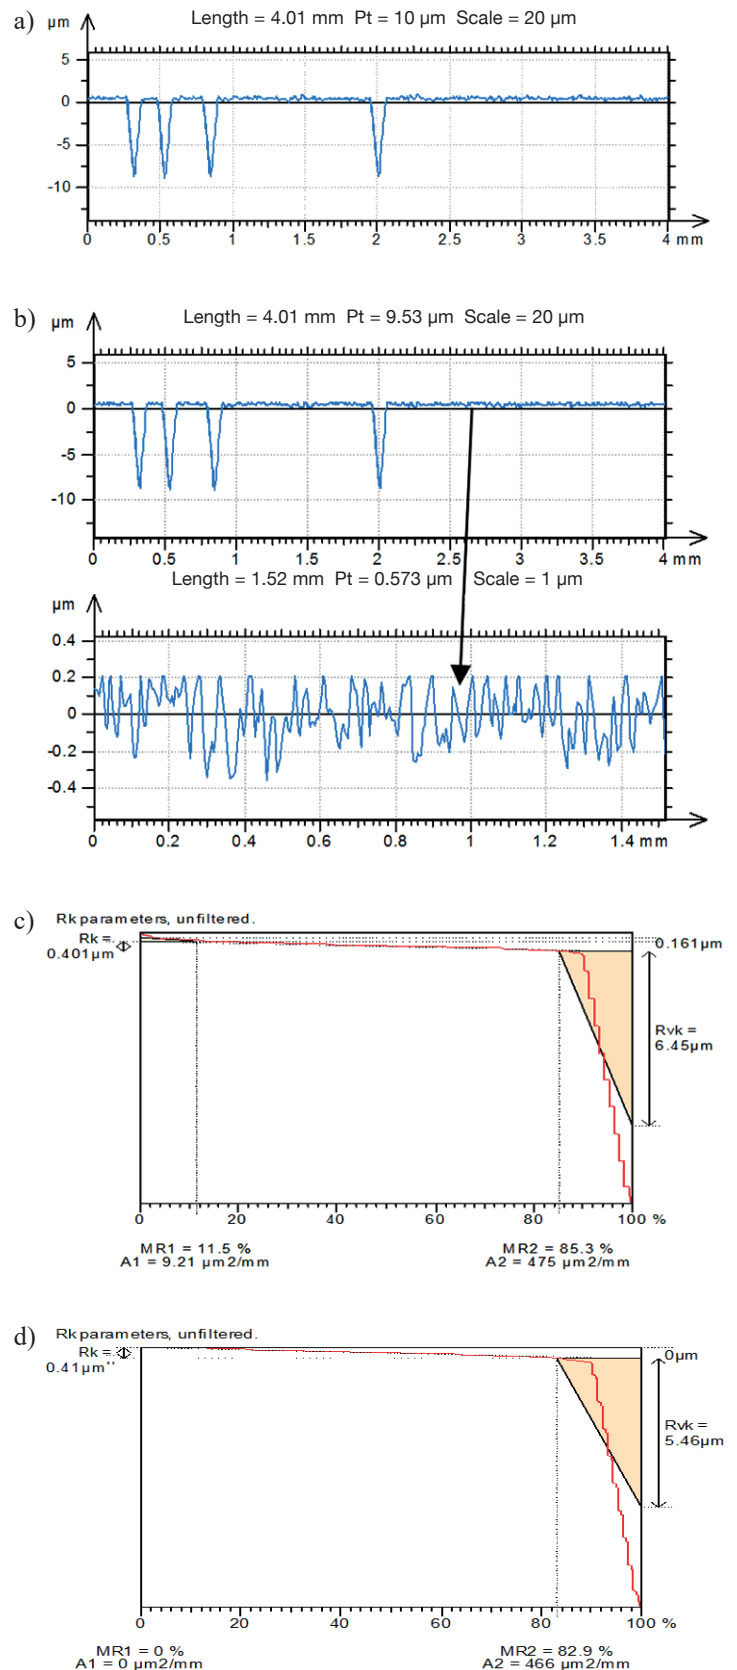 a) µm Length = 4.01 mm Pt = 10 µm Scale = 20 µm
5
0
-5
-10
0 0.5 1 1.5 2 2.5 3 3.5 4 mm
b) µm Length = 4.01 mm Pt = 9.53 µm Scale = 20 µm
5
0
-5
-10
0 0.5 1 1.5 2 2.5 3 3.5 4 mm
Length = 1.52 mm Pt = 0.573 µm Scale = 1 µm
µm
0.4
0.2
0
-0.2
-0.4
0 0.2 0.4 0.6 0.8 1 1.2 1.4 mm
c) Rk parameters, unfiltered.
Rk =
0.401µm
0.161µm
Rvk =
6.45µm
0 20 40 60 80 100 %
MR1 = 11.5 % MR2 = 85.3 %
A1 = 9.21 µm2/mm A2 = 475 µm2/mm
d) Rk parameters, unfiltered.
Rk =
0.41µm
0µm
Rvk =
5.46µm
0 20 40 60 80 100 %
MR1 = 0 % MR2 = 82.9 %
A1 = 0 µm2/mm A2 = 466 µm2/mm